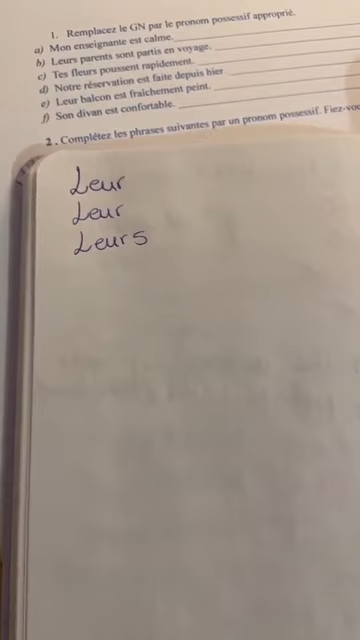 1. Remplacez le GN par le pronom possessif approprié.
a) Mon enseignante est calme.
b) Leurs parents sont partis en voyage.
c) Tes fleurs poussent rapidement.
d) Notre réservation est faite depuis hier
e) Leur balcon est fraîchement peint.
f) Son divan est confortable.
2. Complétez les phrases suivantes par un pronom possessif. Fiez-vou
Leur
Leur
Leurs